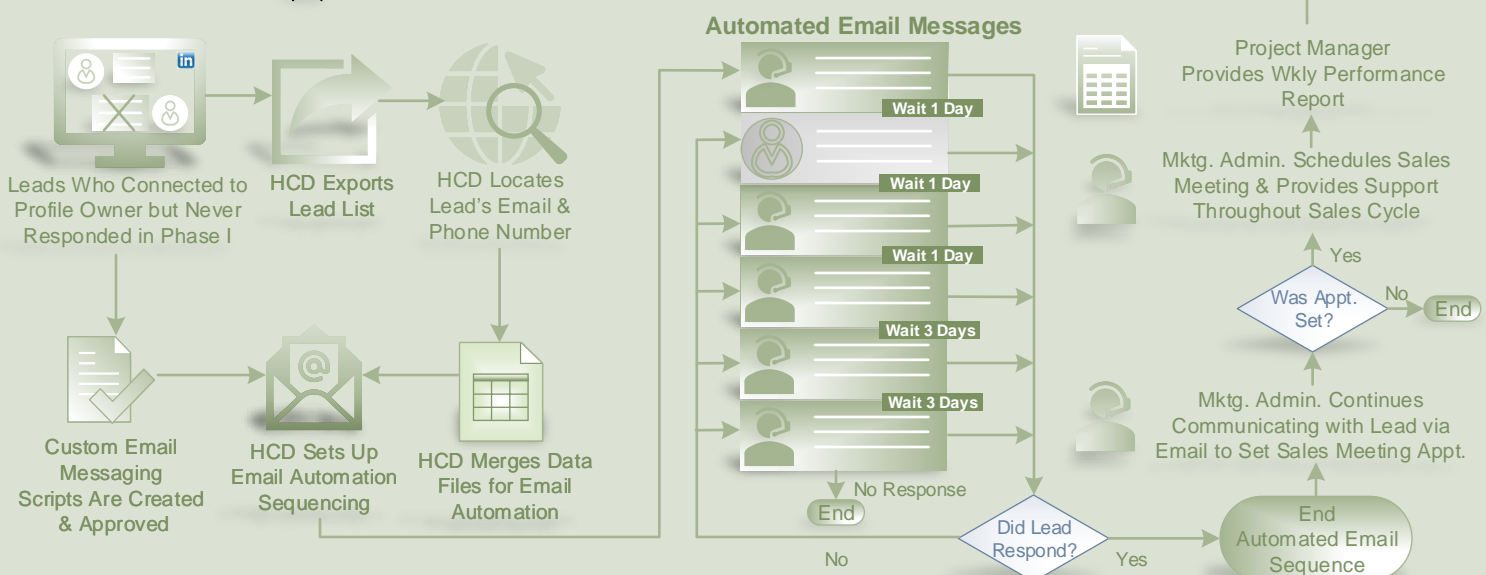 in
Leads Who Connected to
Profile Owner but Never
Responded in Phase I
HCD Exports
Lead List
HCD Locates
Lead's Email &
Phone Number
Custom Email
Messaging
Scripts Are Created
& Approved
@
HCD Sets Up
Email Automation
Sequencing
HCD Merges Data
Files for Email
Automation
Automated Email Messages
Wait 1 Day
Wait 1 Day
Wait 1 Day
Wait 3 Days
Wait 3 Days
No Response
End
No
Did Lead
Respond?
Yes
End
Automated Email
Sequence
Mktg. Admin. Continues
Communicating with Lead via
Email to Set Sales Meeting Appt.
Was Appt.
Set?
No
End
Yes
Mktg. Admin. Schedules Sales
Meeting & Provides Support
Throughout Sales Cycle
Project Manager
Provides Wkly Performance
Report